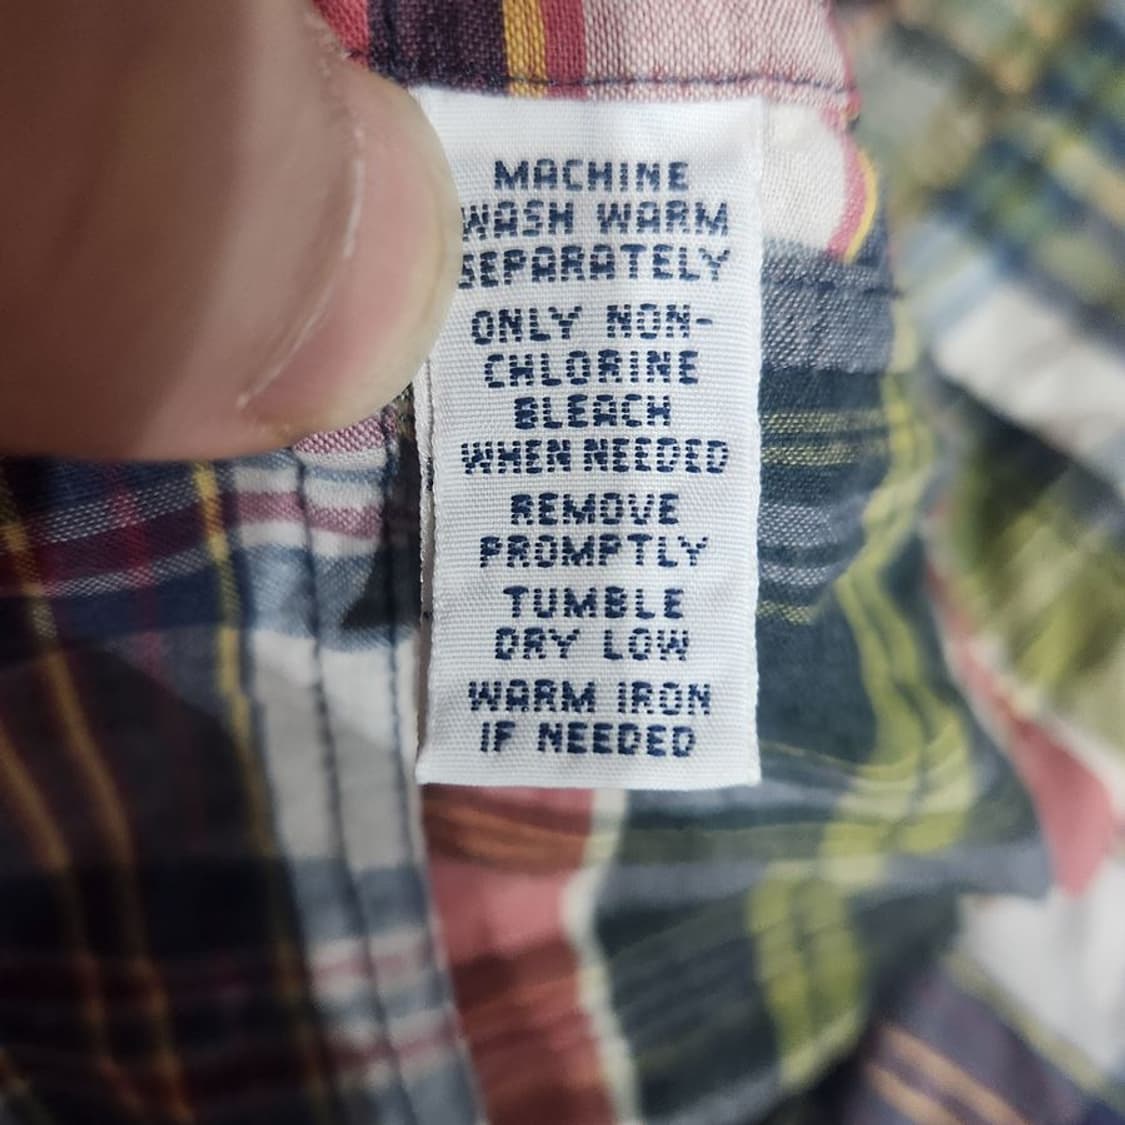 MACHINE
WASH WARM
SEPARATELY
ONLY NON-
CHLORINE
BLEACH
WHEN NEEDED
REMOVE
PROMPTLY
TUMBLE
DRY LOW
WARM IRON
IF NEEDED